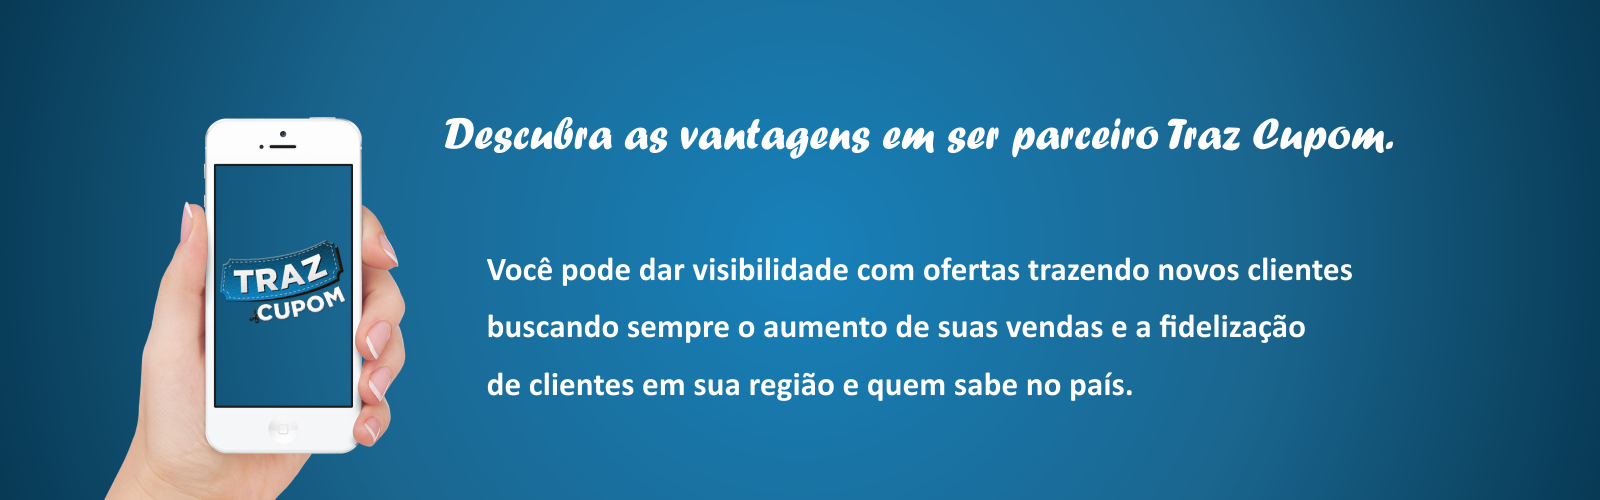 Descubra as vantagens em ser parceiro Traz Cupom.
TRAZ
CUPOM
Você pode dar visibilidade com ofertas trazendo novos clientes
buscando sempre o aumento de suas vendas e a fidelização
de clientes em sua região e quem sabe no país.